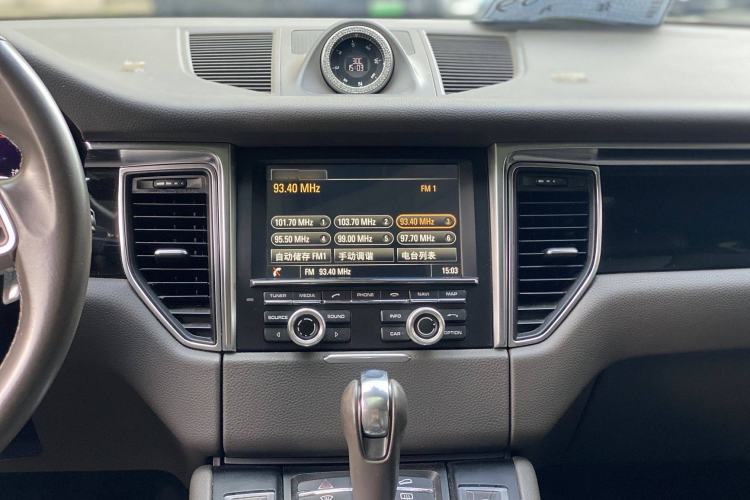 30C
15:03
93.40 MHz FM 1
101.70 MHz 1 103.70 MHz 2 93.40 MHz 3
95.50 MHz 4 99.00 MHz 5 97.70 MHz 6
自动储存 FM1 手动调谐 电台列表
FM 93.40 MHz 15:03
TUNER MEDIA PHONE NAVI MAP
SOURCE SOUND INFO
CAR OPTION